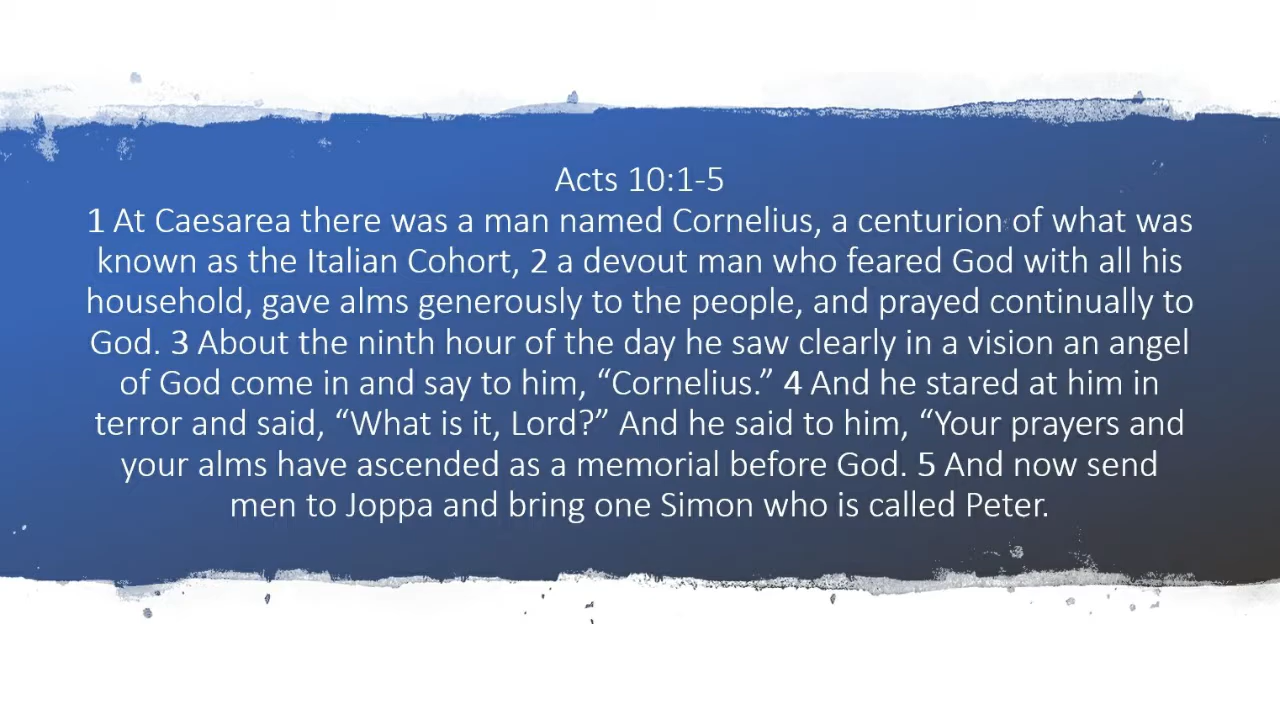 Acts 10:1-5
1 At Caesarea there was a man named Cornelius, a centurion of what was
known as the Italian Cohort, 2 a devout man who feared God with all his
household, gave alms generously to the people, and prayed continually to
God. 3 About the ninth hour of the day he saw clearly in a vision an angel
of God come in and say to him, “Cornelius.” 4 And he stared at him in
terror and said, “What is it, Lord?” And he said to him, “Your prayers and
your alms have ascended as a memorial before God. 5 And now send
men to Joppa and bring one Simon who is called Peter.